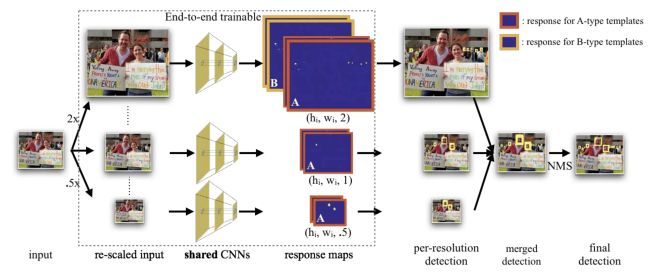 End-to-end trainable
: response for A-type templates
: response for B-type templates
B
A
(hᵢ, wᵢ, 2)
2x
A
(hᵢ, wᵢ, 1)
NMS
.5x
A
(hᵢ, wᵢ, .5)
input
re-scaled input
shared CNNs
response maps
per-resolution
detection
merged
detection
final
detection